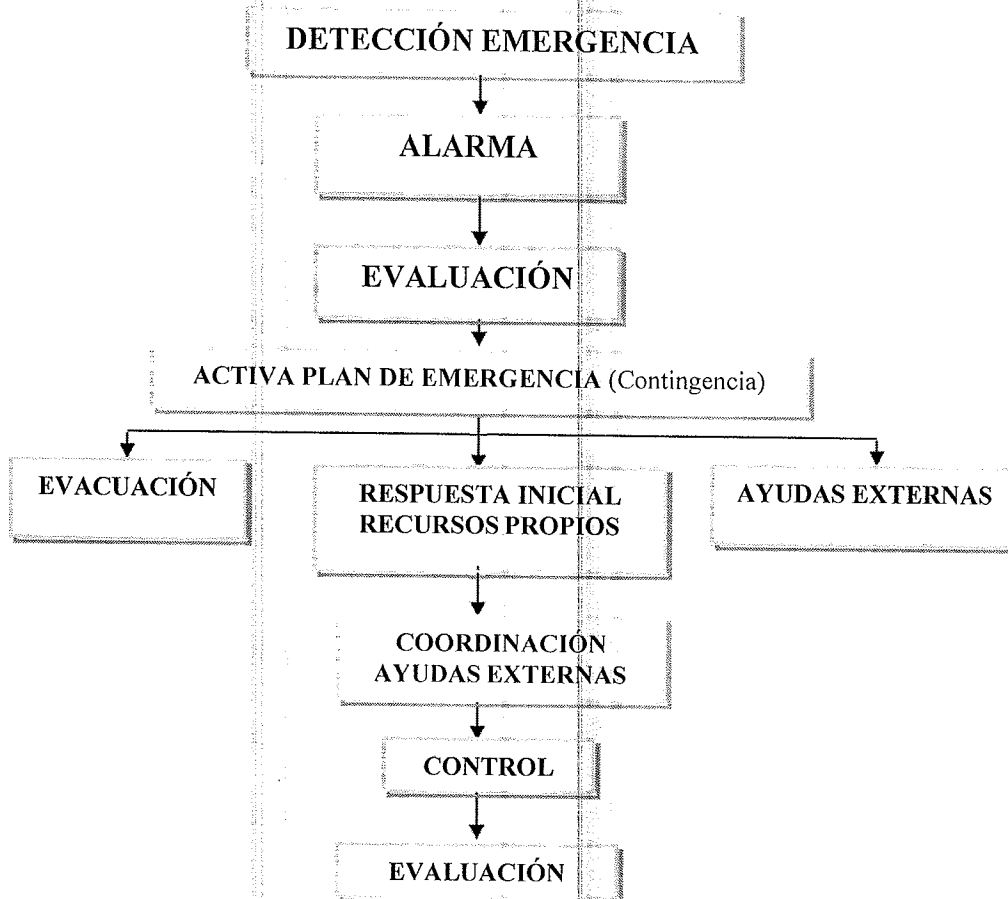 DETECCIÓN EMERGENCIA
ALARMA
EVALUACIÓN
ACTIVA PLAN DE EMERGENCIA (Contingencia)
EVACUACIÓN
RESPUESTA INICIAL
RECURSOS PROPIOS
AYUDAS EXTERNAS
COORDINACIÓN
AYUDAS EXTERNAS
CONTROL
EVALUACIÓN